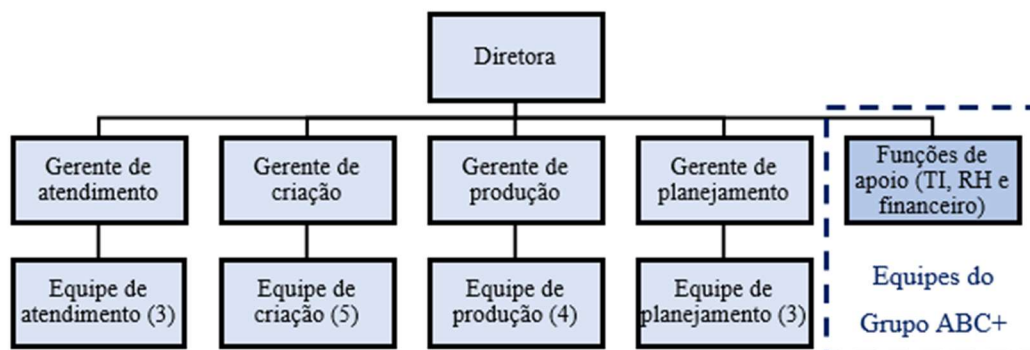 Diretora
Gerente de
atendimento
Gerente de
criação
Gerente de
produção
Gerente de
planejamento
Funções de
apoio (TI, RH e
financeiro)
Equipe de
atendimento (3)
Equipe de
criação (5)
Equipe de
produção (4)
Equipe de
planejamento (3)
Equipes do
Grupo ABC+